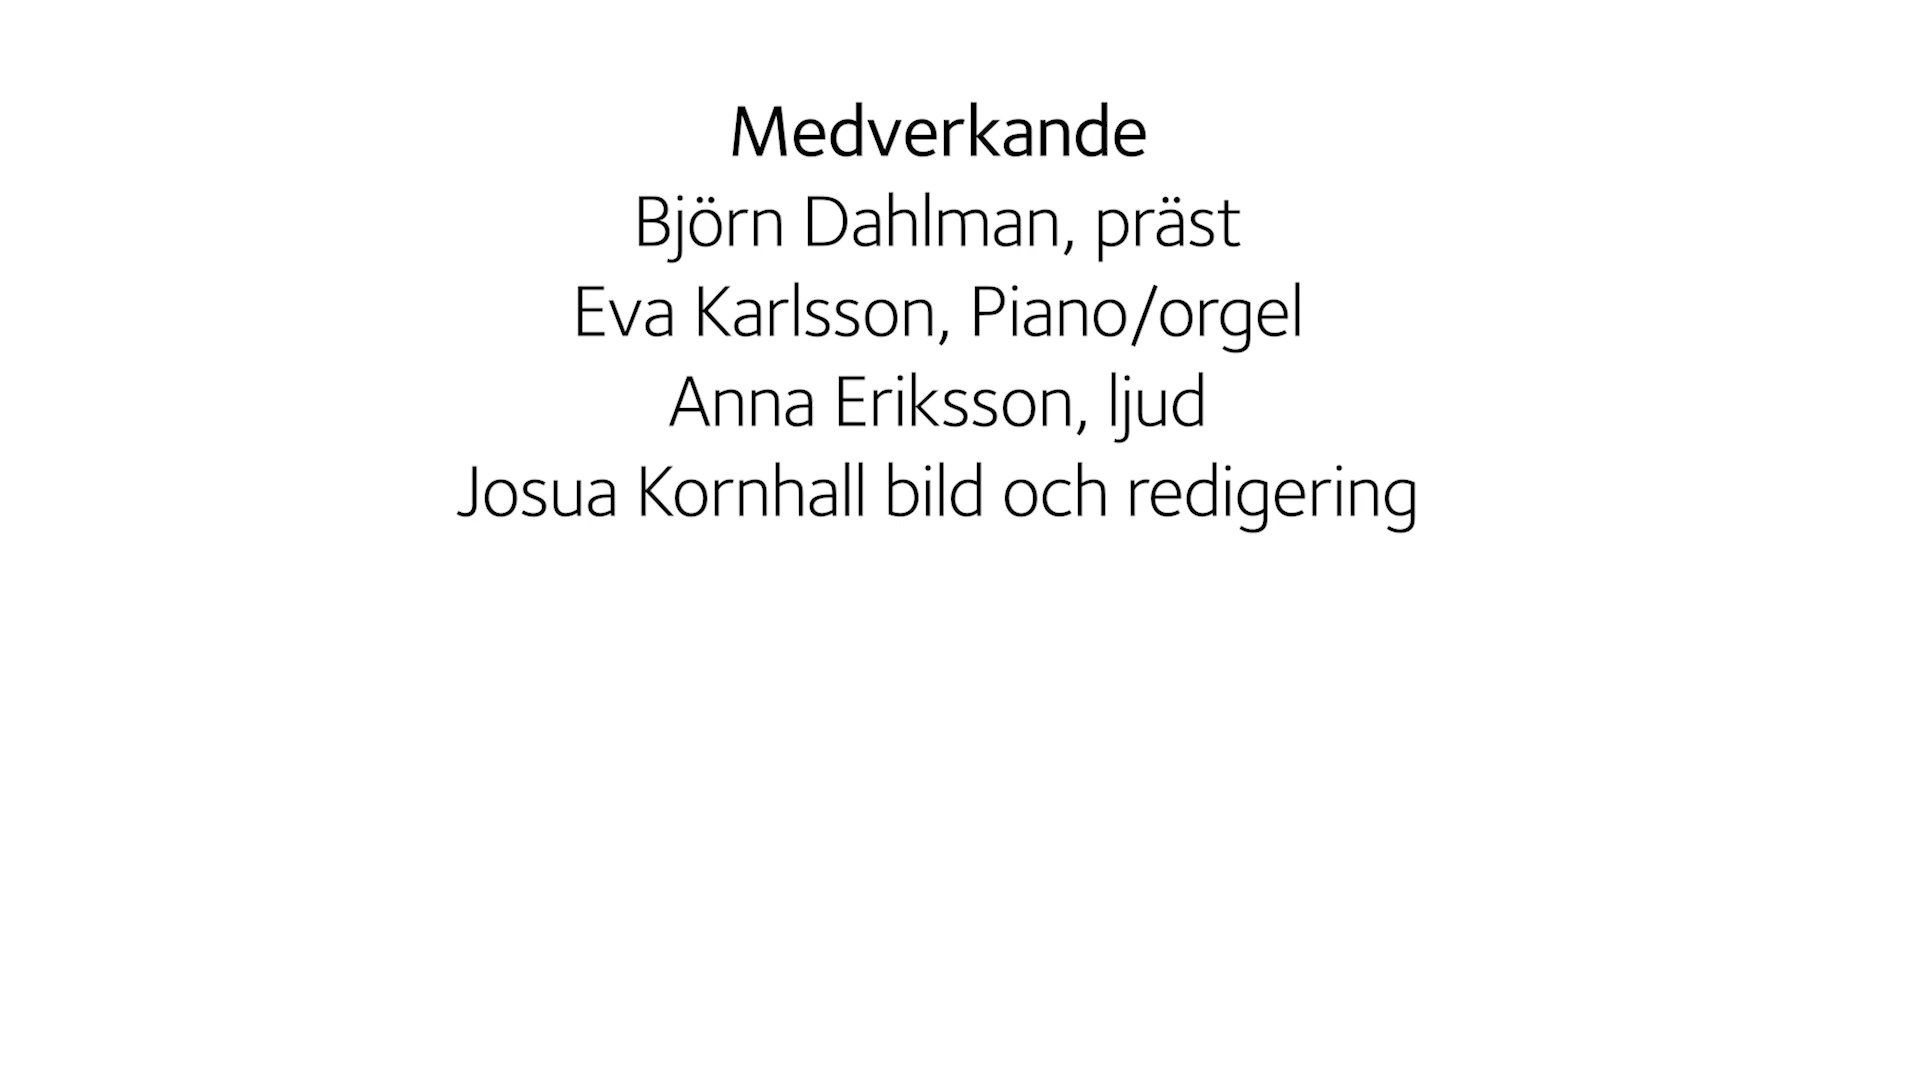 Medverkande
Björn Dahlman, präst
Eva Karlsson, Piano/orgel
Anna Eriksson, ljud
Josua Kornhall bild och redigering